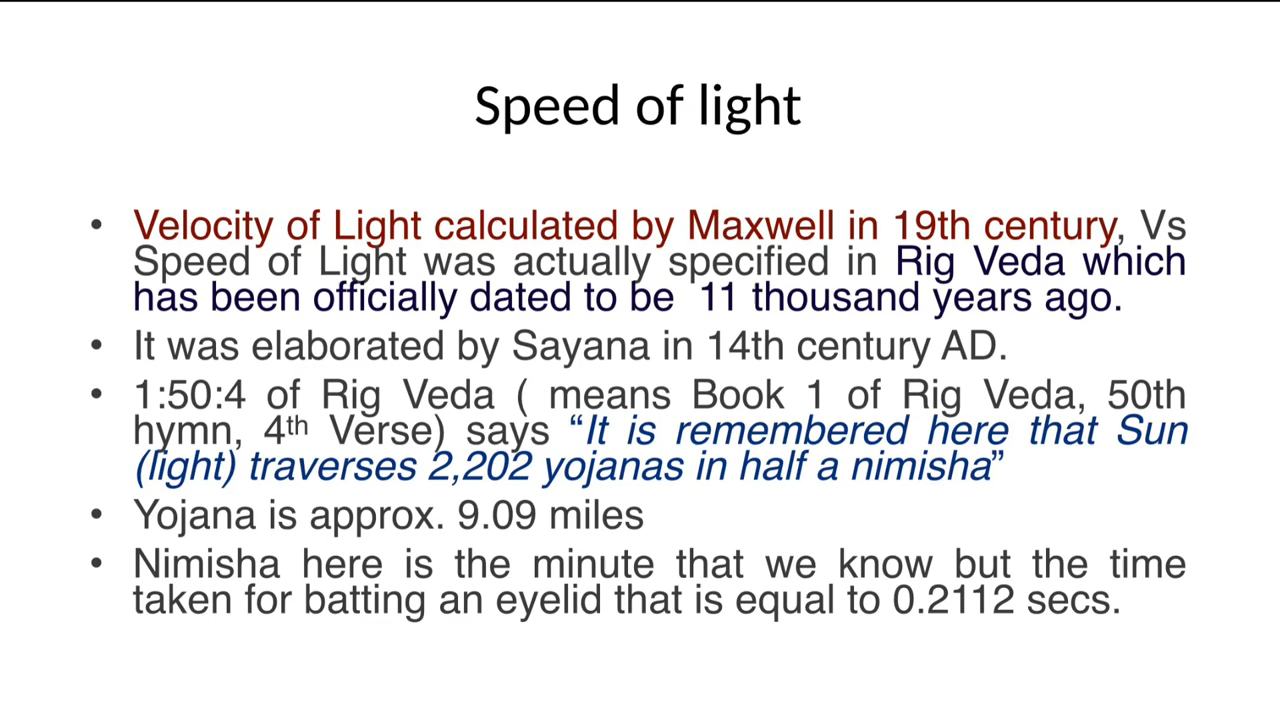 Speed of light
• Velocity of Light calculated by Maxwell in 19th century, Vs
Speed of Light was actually specified in Rig Veda which
has been officially dated to be 11 thousand years ago.
• It was elaborated by Sayana in 14th century AD.
• 1:50:4 of Rig Veda ( means Book 1 of Rig Veda, 50th
hymn, 4th Verse) says “It is remembered here that Sun
(light) traverses 2,202 yojanas in half a nimisha”
• Yojana is approx. 9.09 miles
• Nimisha here is the minute that we know but the time
taken for batting an eyelid that is equal to 0.2112 secs.